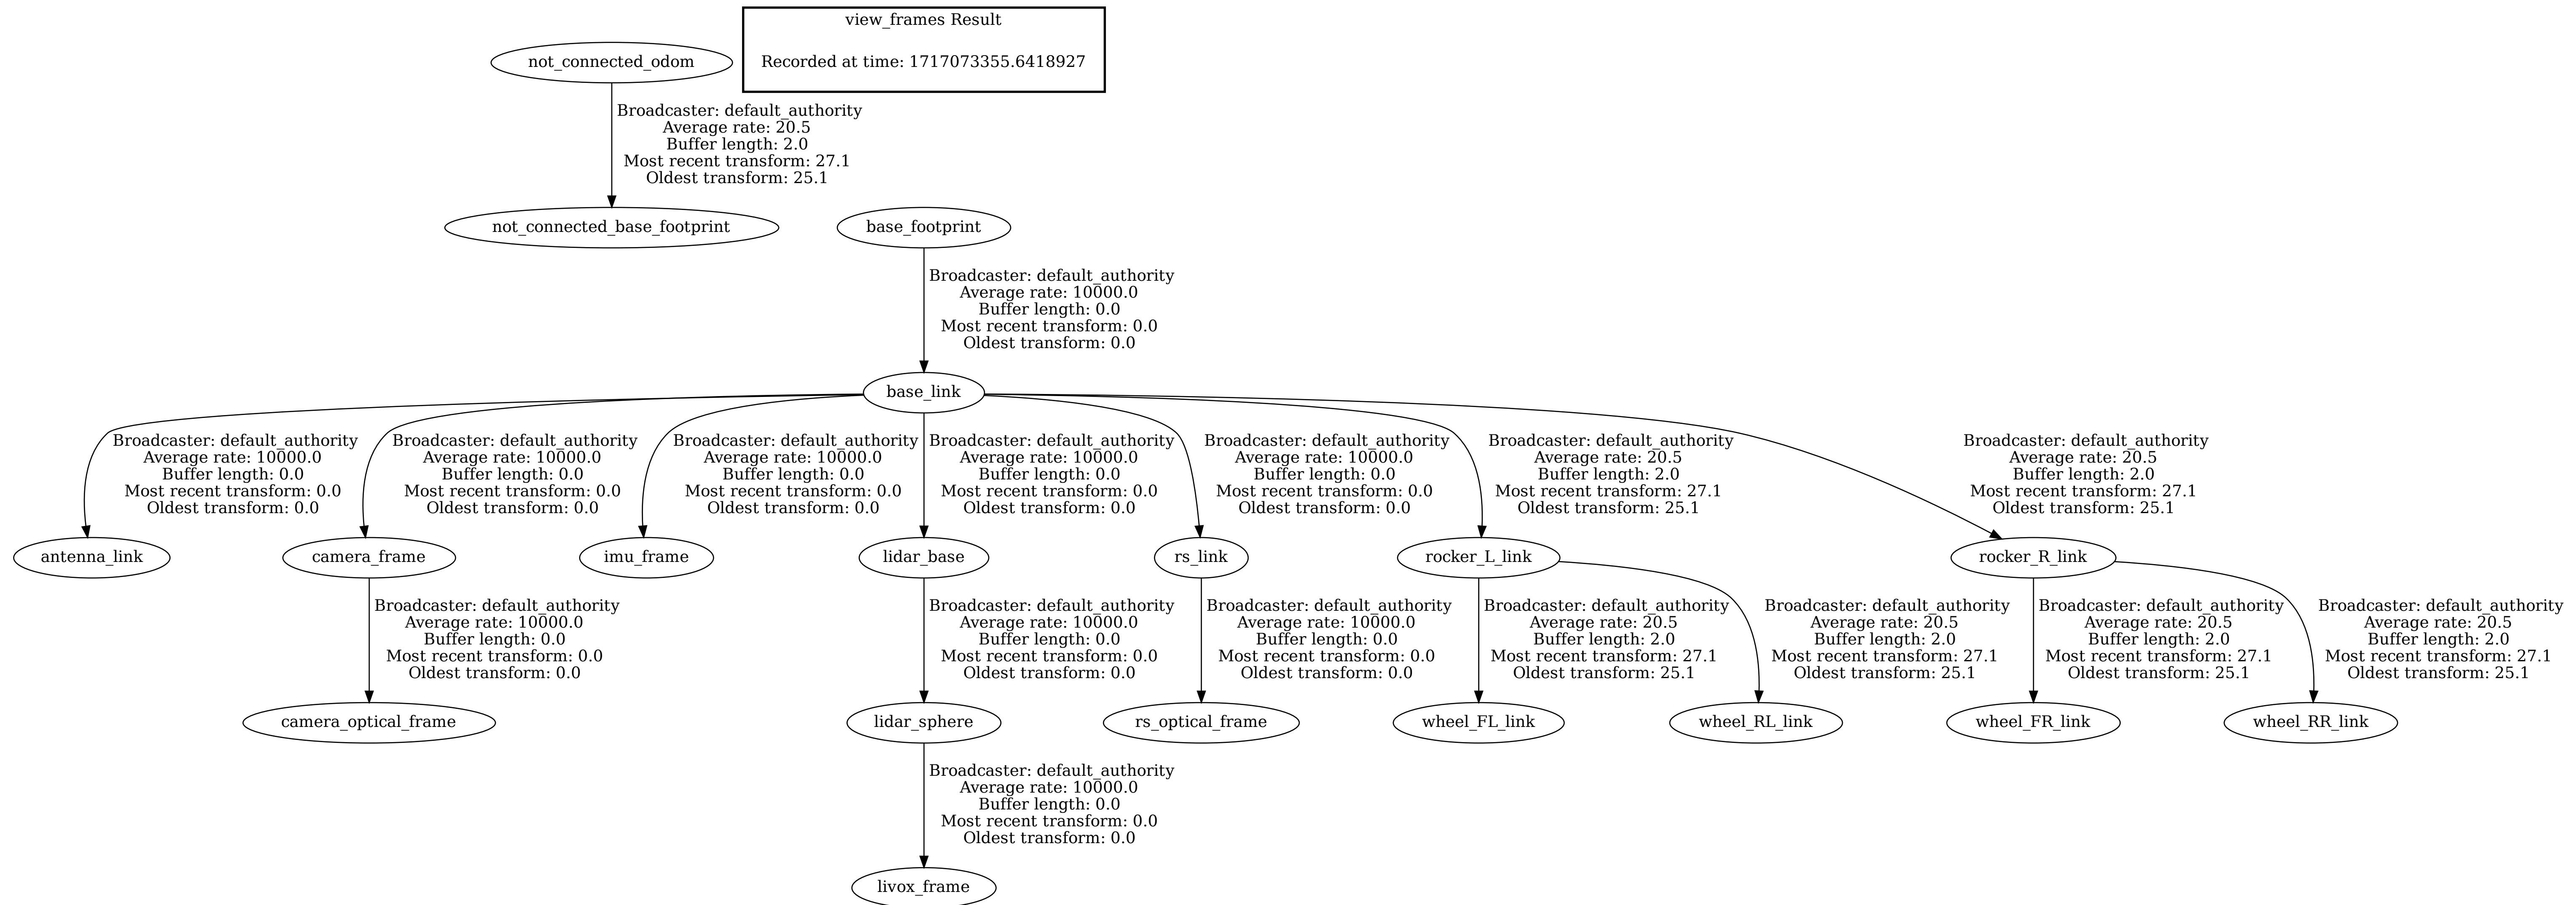 view_frames Result
Recorded at time: 1717073355.6418927
not_connected_odom
Broadcaster: default_authority
Average rate: 20.5
Buffer length: 2.0
Most recent transform: 27.1
Oldest transform: 25.1
not_connected_base_footprint
base_footprint
Broadcaster: default_authority
Average rate: 10000.0
Buffer length: 0.0
Most recent transform: 0.0
Oldest transform: 0.0
base_link
Broadcaster: default_authority
Average rate: 10000.0
Buffer length: 0.0
Most recent transform: 0.0
Oldest transform: 0.0
Broadcaster: default_authority
Average rate: 10000.0
Buffer length: 0.0
Most recent transform: 0.0
Oldest transform: 0.0
Broadcaster: default_authority
Average rate: 10000.0
Buffer length: 0.0
Most recent transform: 0.0
Oldest transform: 0.0
Broadcaster: default_authority
Average rate: 10000.0
Buffer length: 0.0
Most recent transform: 0.0
Oldest transform: 0.0
Broadcaster: default_authority
Average rate: 10000.0
Buffer length: 0.0
Most recent transform: 0.0
Oldest transform: 0.0
Broadcaster: default_authority
Average rate: 20.5
Buffer length: 2.0
Most recent transform: 27.1
Oldest transform: 25.1
Broadcaster: default_authority
Average rate: 20.5
Buffer length: 2.0
Most recent transform: 27.1
Oldest transform: 25.1
antenna_link
camera_frame
imu_frame
lidar_base
rs_link
rocker_L_link
rocker_R_link
Broadcaster: default_authority
Average rate: 10000.0
Buffer length: 0.0
Most recent transform: 0.0
Oldest transform: 0.0
Broadcaster: default_authority
Average rate: 10000.0
Buffer length: 0.0
Most recent transform: 0.0
Oldest transform: 0.0
Broadcaster: default_authority
Average rate: 10000.0
Buffer length: 0.0
Most recent transform: 0.0
Oldest transform: 0.0
Broadcaster: default_authority
Average rate: 20.5
Buffer length: 2.0
Most recent transform: 27.1
Oldest transform: 25.1
Broadcaster: default_authority
Average rate: 20.5
Buffer length: 2.0
Most recent transform: 27.1
Oldest transform: 25.1
Broadcaster: default_authority
Average rate: 20.5
Buffer length: 2.0
Most recent transform: 27.1
Oldest transform: 25.1
Broadcaster: default_authority
Average rate: 20.5
Buffer length: 2.0
Most recent transform: 27.1
Oldest transform: 25.1
camera_optical_frame
lidar_sphere
rs_optical_frame
wheel_FL_link
wheel_RL_link
wheel_FR_link
wheel_RR_link
Broadcaster: default_authority
Average rate: 10000.0
Buffer length: 0.0
Most recent transform: 0.0
Oldest transform: 0.0
livox_frame